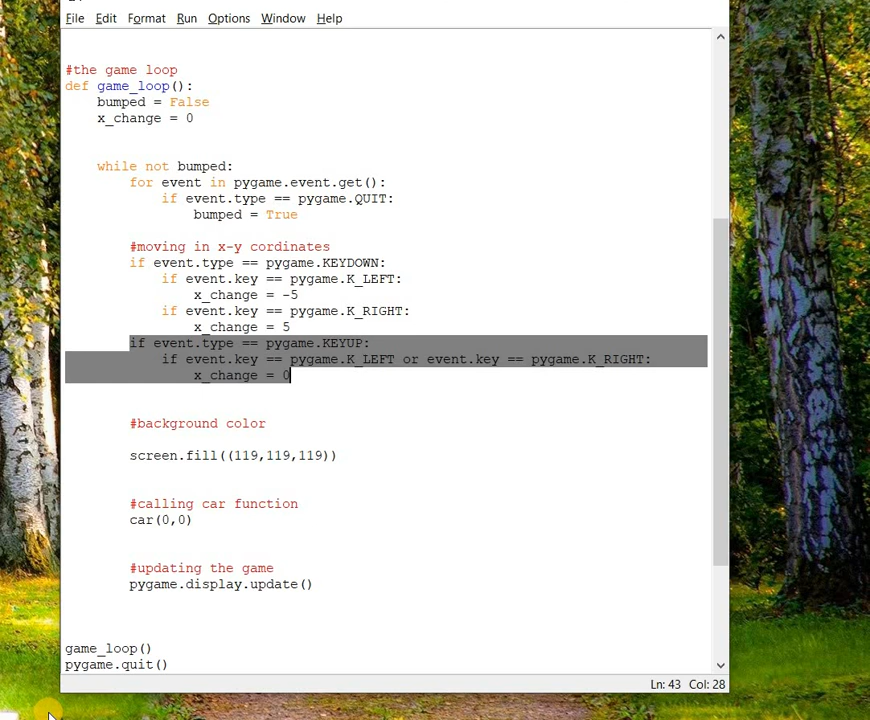 File Edit Format Run Options Window Help
#the game loop
def game_loop():
    bumped = False
    x_change = 0
    while not bumped:
        for event in pygame.event.get():
            if event.type == pygame.QUIT:
                bumped = True
        #moving in x-y cordinates
        if event.type == pygame.KEYDOWN:
            if event.key == pygame.K_LEFT:
                x_change = -5
            if event.key == pygame.K_RIGHT:
                x_change = 5
        if event.type == pygame.KEYUP:
            if event.key == pygame.K_LEFT or event.key == pygame.K_RIGHT:
                x_change = 0
        #background color
        screen.fill((119,119,119))
        #calling car function
        car(0,0)
        #updating the game
        pygame.display.update()
game_loop()
pygame.quit()
Ln: 43 Col: 28